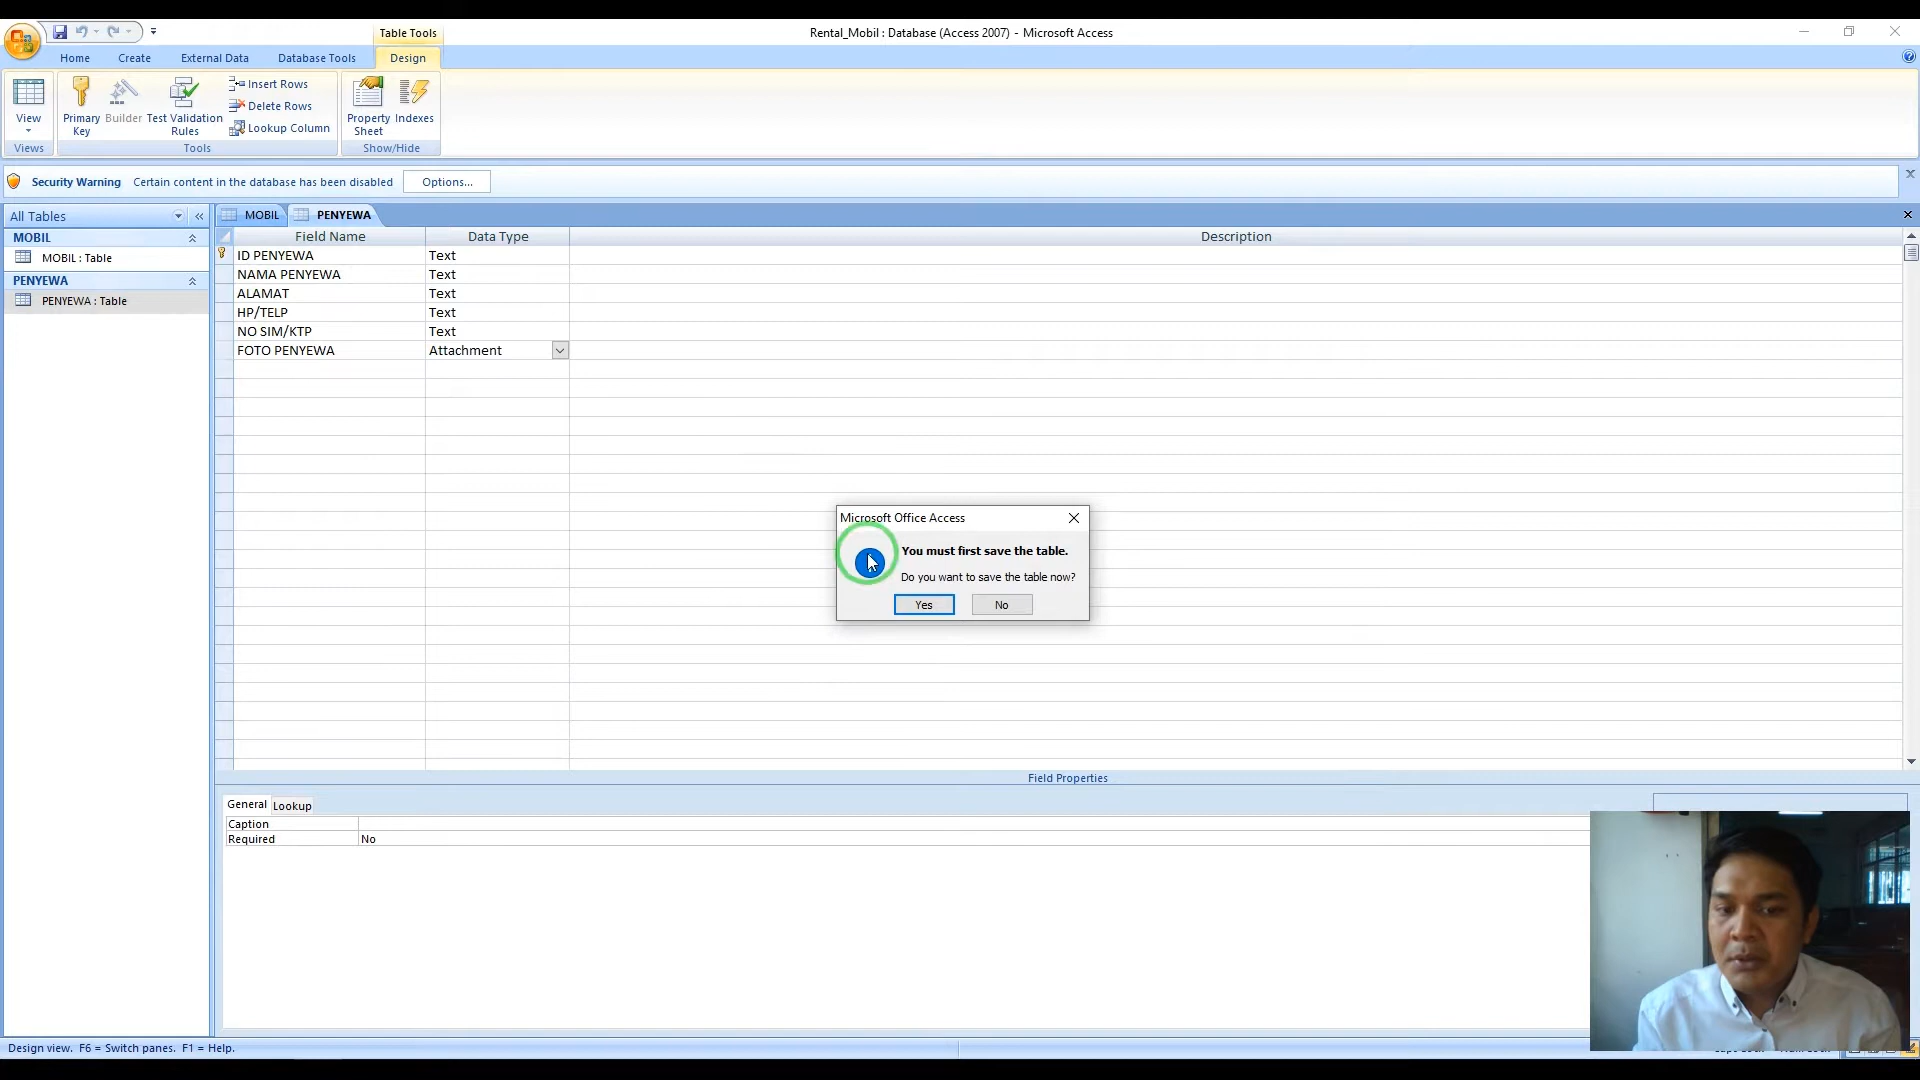 Table Tools
Rental_Mobil : Database (Access 2007) - Microsoft Access
Home
Create
External Data
Database Tools
Design
View
Primary Key
Builder
Test Validation Rules
Insert Rows
Delete Rows
Lookup Column
Property Sheet
Indexes
Views
Tools
Show/Hide
Security Warning
Certain content in the database has been disabled
Options...
All Tables
MOBIL
MOBIL : Table
PENYEWA
PENYEWA : Table
MOBIL
PENYEWA
Field Name
Data Type
Description
ID PENYEWA
Text
NAMA PENYEWA
Text
ALAMAT
Text
HP/TELP
Text
NO SIM/KTP
Text
FOTO PENYEWA
Attachment
Microsoft Office Access
You must first save the table.
Do you want to save the table now?
Yes
No
Field Properties
General
Lookup
Caption
Required
No
Design view. F6 = Switch panes. F1 = Help.